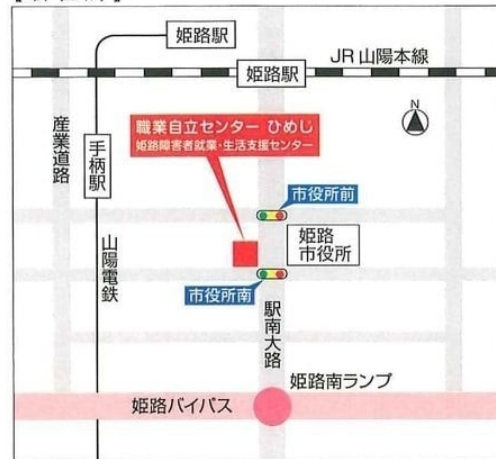 姫路駅
JR 山陽本線
姫路駅
N
産業道路
手柄駅
職業自立センター ひめじ
姫路障害者就業・生活支援センター
市役所前
姫路
市役所
山陽電鉄
市役所南
駅南大路
姫路南ランプ
姫路バイパス